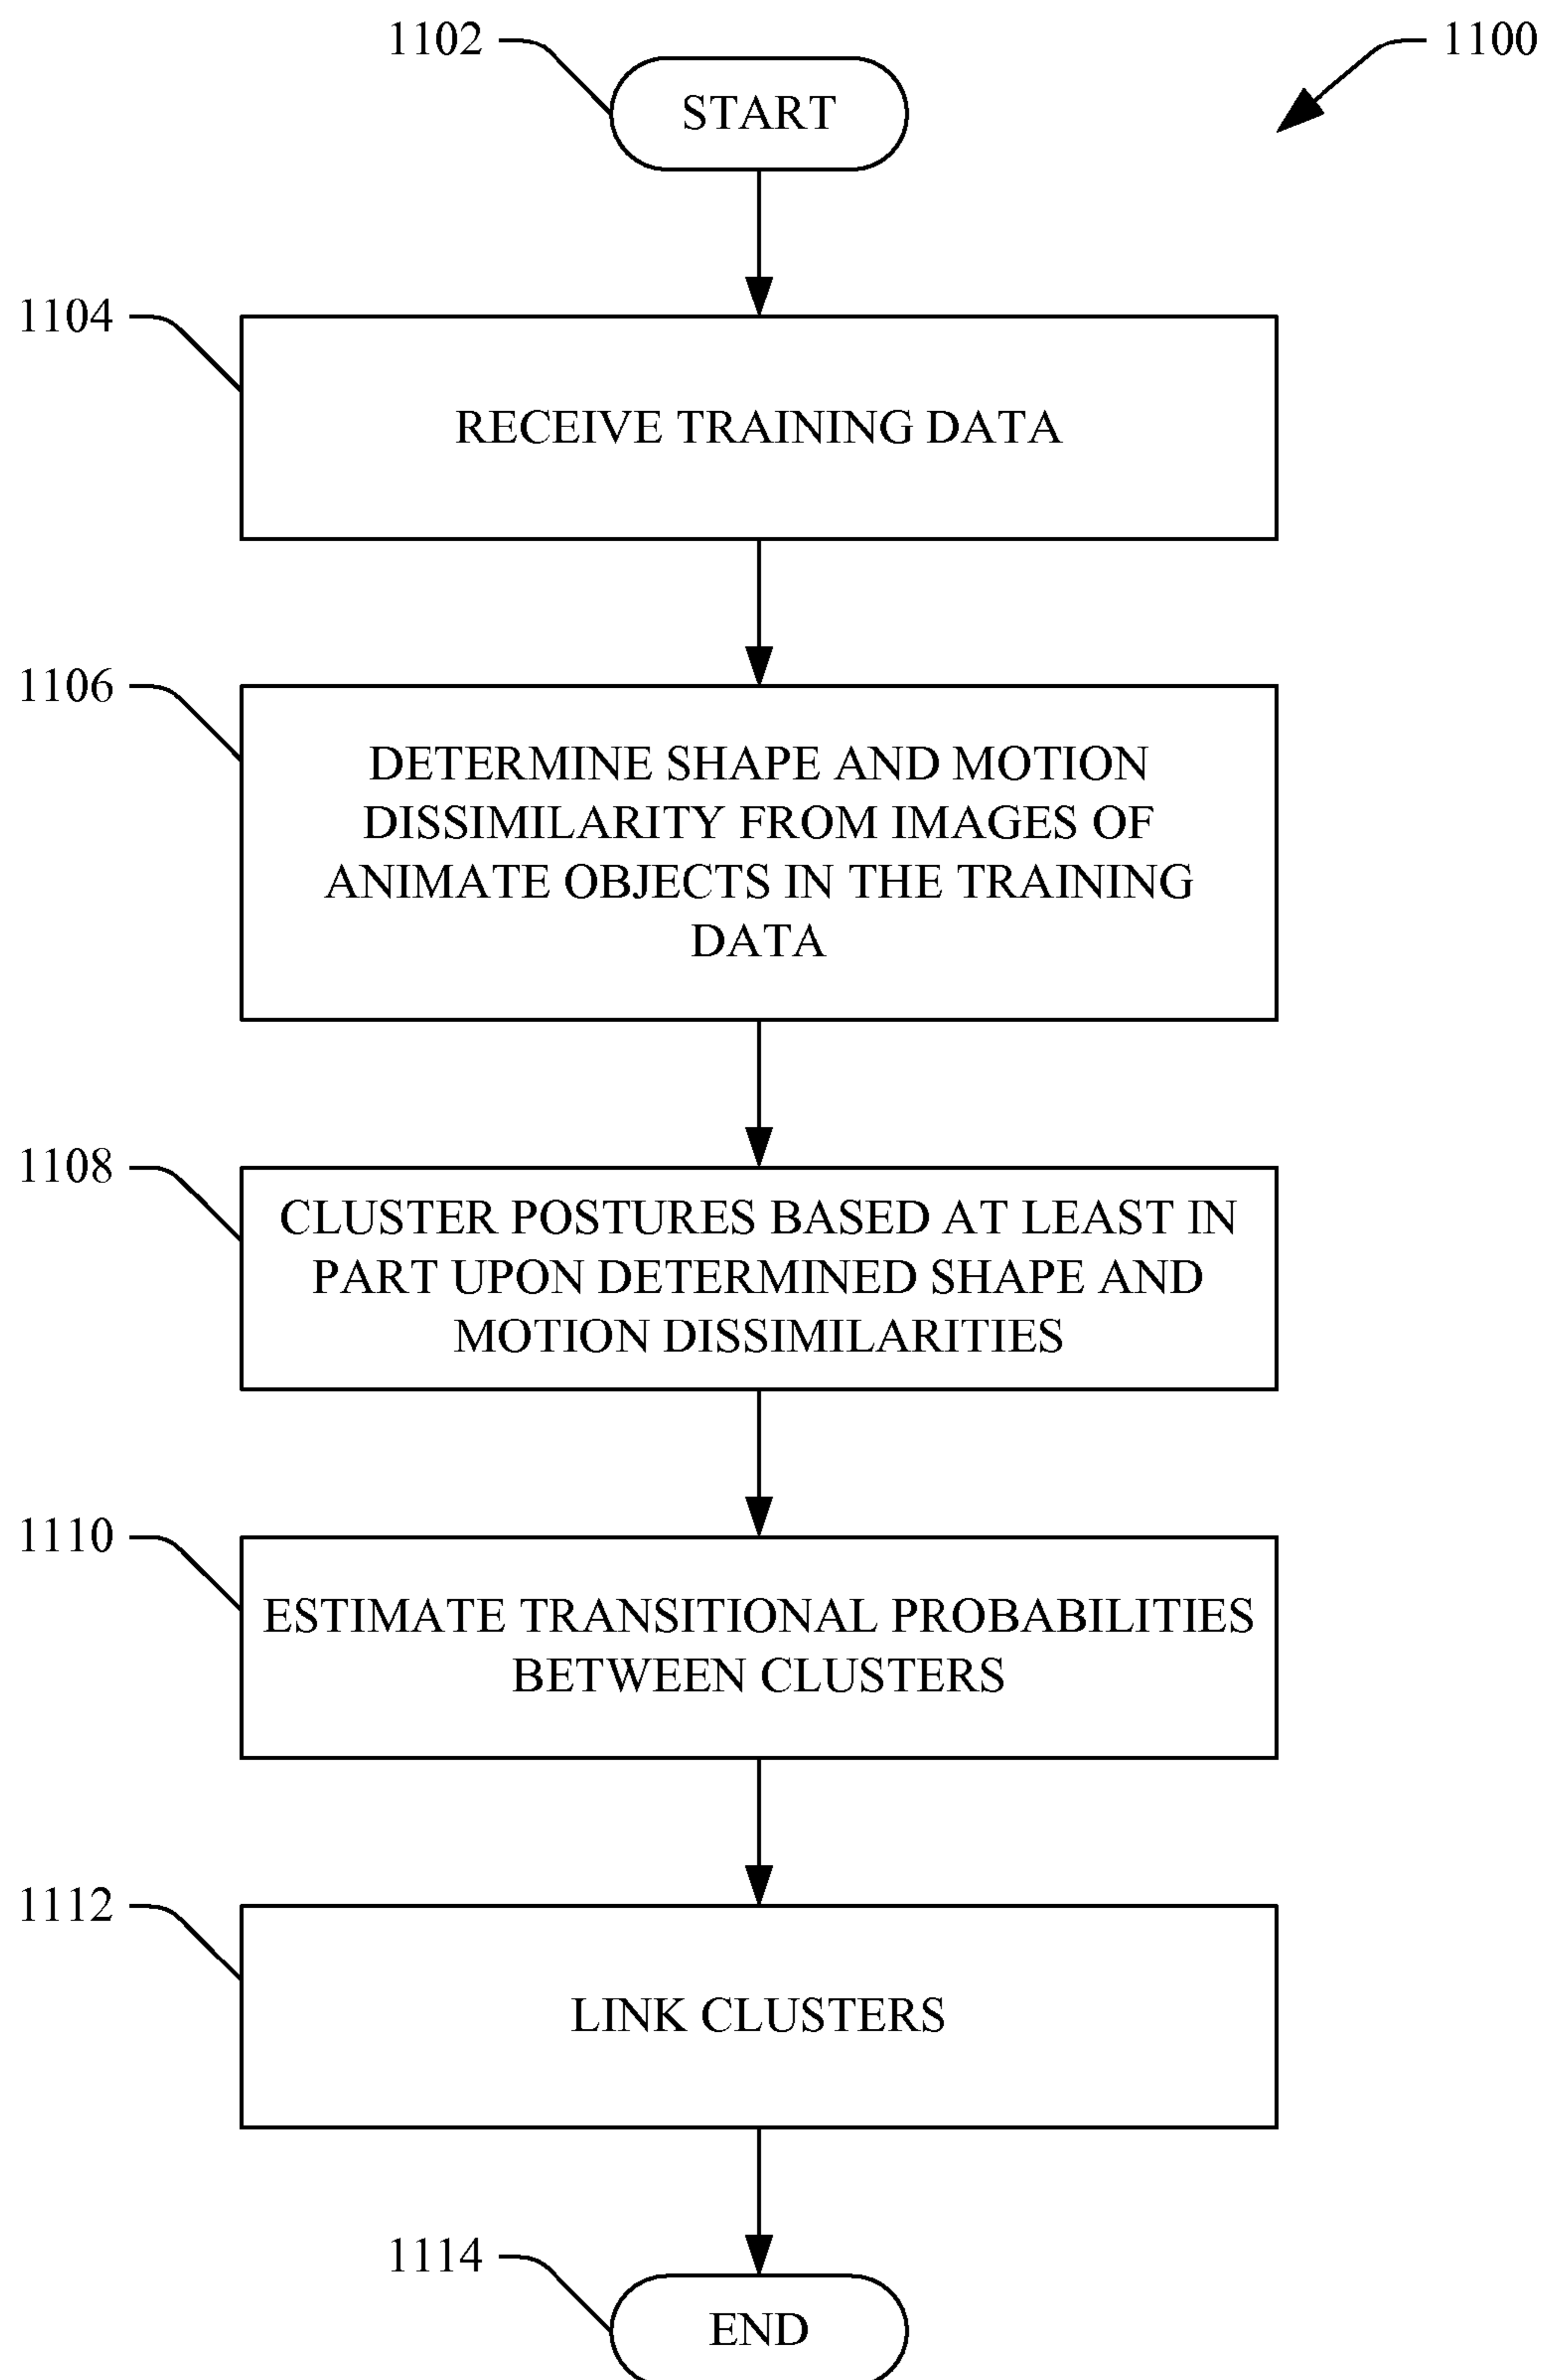 1102
1100
START
1104
RECEIVE TRAINING DATA
1106
DETERMINE SHAPE AND MOTION
DISSIMILARITY FROM IMAGES OF
ANIMATE OBJECTS IN THE TRAINING
DATA
1108
CLUSTER POSTURES BASED AT LEAST IN
PART UPON DETERMINED SHAPE AND
MOTION DISSIMILARITIES
1110
ESTIMATE TRANSITIONAL PROBABILITIES
BETWEEN CLUSTERS
1112
LINK CLUSTERS
1114
END